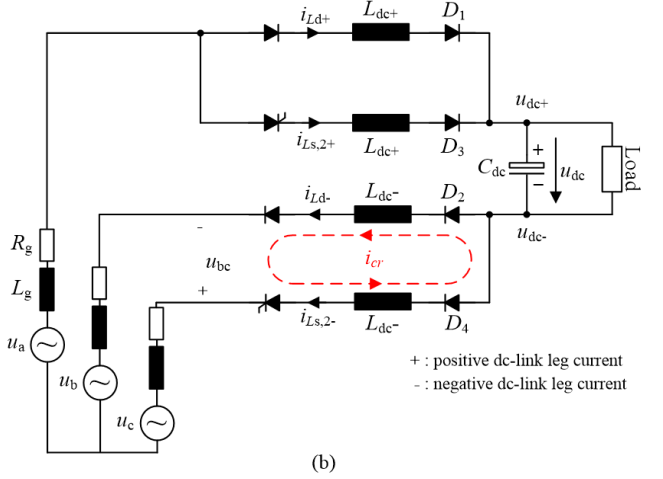 iLd+ Ldc+ D1
iLs,2+ Ldc+ D3
udc+
Cdc + - udc Load
iLd- Ldc- D2
udc-
- ubc + icr
iLs,2- Ldc- D4
Rg
Lg
ua
ub
uc
+ : positive dc-link leg current
- : negative dc-link leg current
(b)